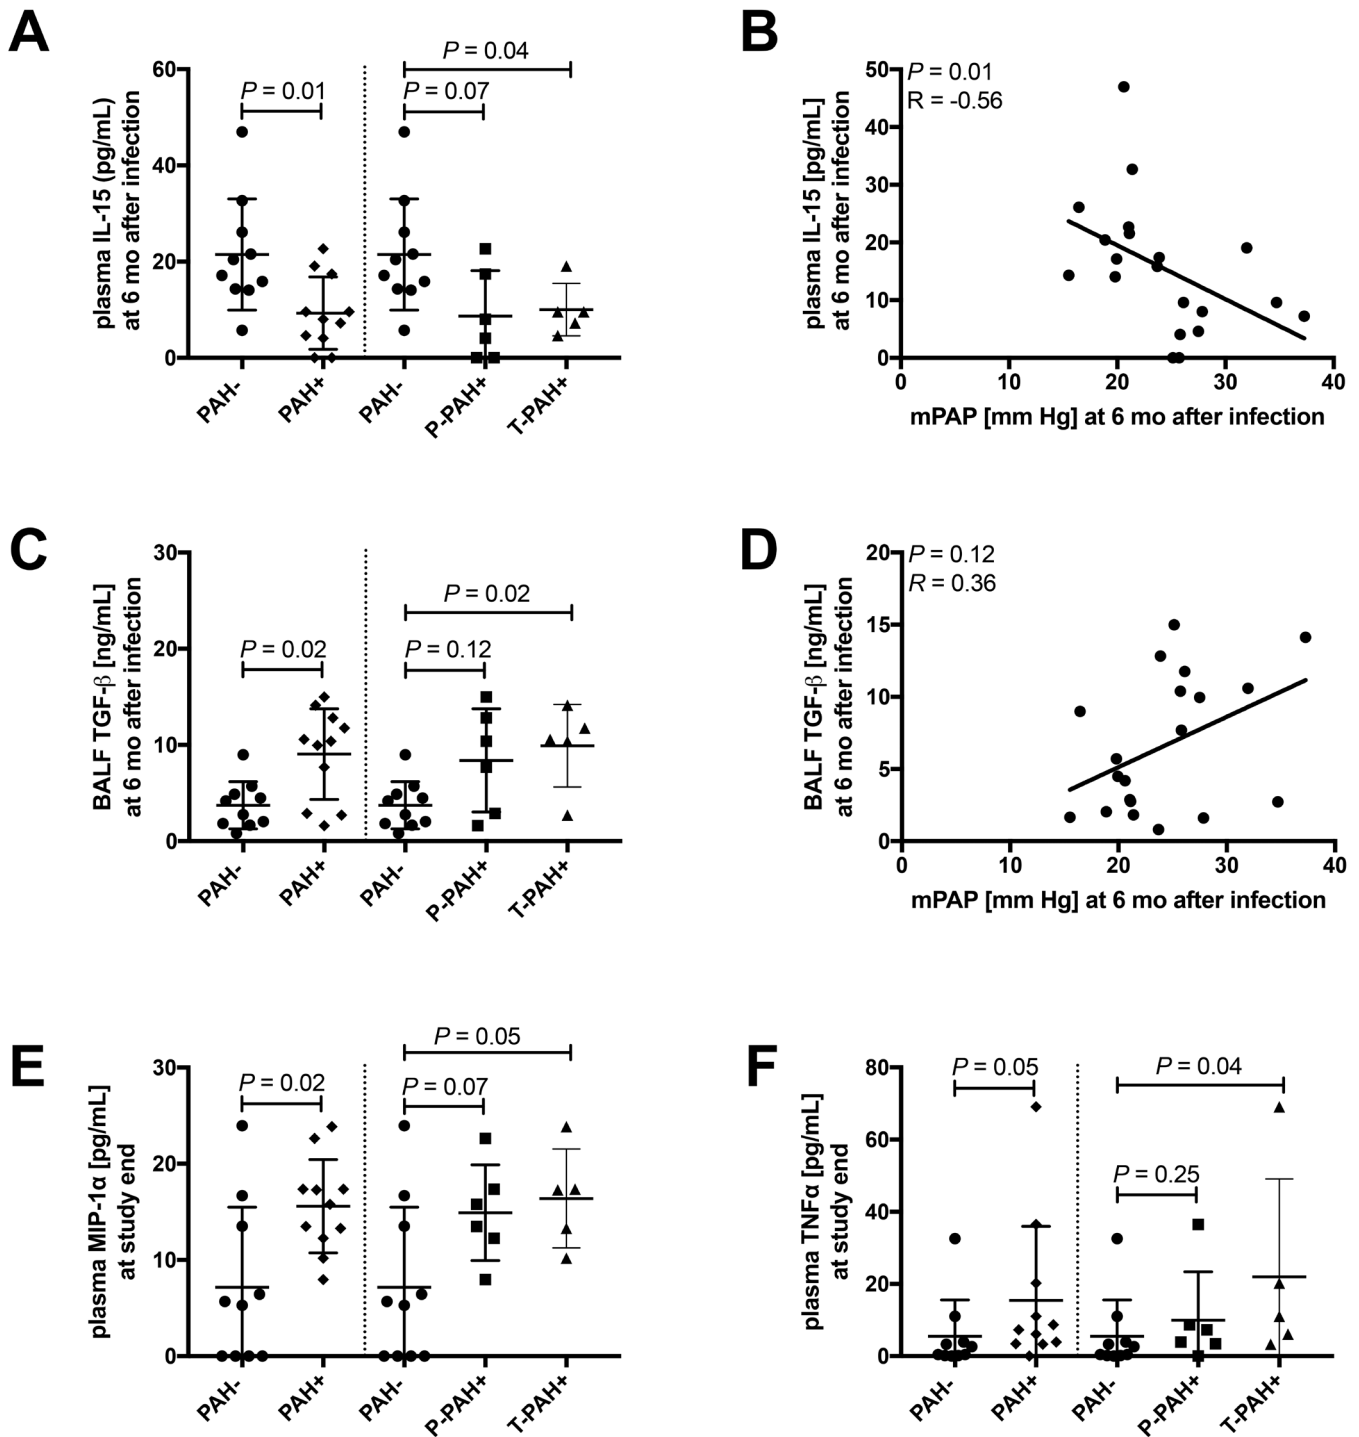 A
P = 0.04
P = 0.01
P = 0.07
60
40
20
0
plasma IL-15 (pg/mL)
at 6 mo after infection
PAH-
PAH+
PAH-
P-PAH+
T-PAH+
B
P = 0.01
R = -0.56
50
40
30
20
10
0
plasma IL-15 [pg/mL]
at 6 mo after infection
0 10 20 30 40
mPAP [mm Hg] at 6 mo after infection
C
P = 0.02
P = 0.02
P = 0.12
30
20
10
0
BALF TGF-β [ng/mL]
at 6 mo after infection
PAH-
PAH+
PAH-
P-PAH+
T-PAH+
D
P = 0.12
R = 0.36
20
15
10
5
0
BALF TGF-β [ng/mL]
at 6 mo after infection
0 10 20 30 40
mPAP [mm Hg] at 6 mo after infection
E
P = 0.05
P = 0.02
P = 0.07
30
20
10
0
plasma MIP-1α [pg/mL]
at study end
PAH-
PAH+
PAH-
P-PAH+
T-PAH+
F
P = 0.05
P = 0.04
P = 0.25
80
60
40
20
0
plasma TNFα [pg/mL]
at study end
PAH-
PAH+
PAH-
P-PAH+
T-PAH+